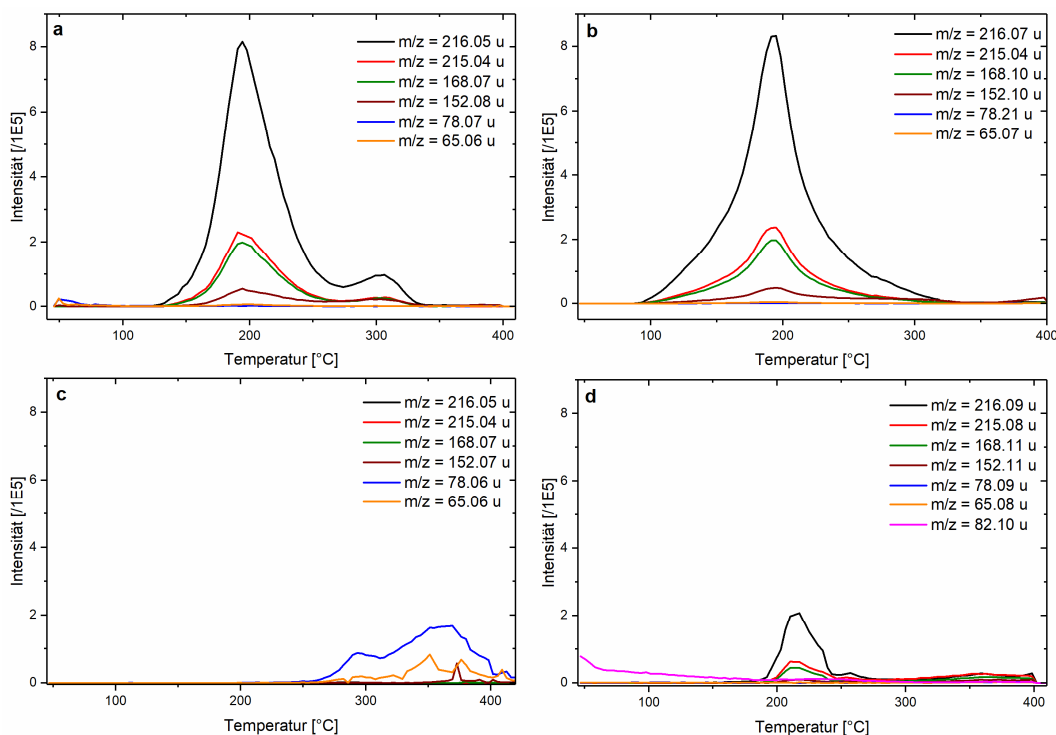 a
m/z = 216.05 u
m/z = 215.04 u
m/z = 168.07 u
m/z = 152.08 u
m/z = 78.07 u
m/z = 65.06 u
8
6
4
2
0
Intensität [/1E5]
100 200 300 400
Temperatur [°C]
b
m/z = 216.07 u
m/z = 215.04 u
m/z = 168.10 u
m/z = 152.10 u
m/z = 78.21 u
m/z = 65.07 u
8
6
4
2
0
Intensität [/1E5]
100 200 300 400
Temperatur [°C]
c
m/z = 216.05 u
m/z = 215.04 u
m/z = 168.07 u
m/z = 152.07 u
m/z = 78.06 u
m/z = 65.06 u
8
6
4
2
0
Intensität [/1E5]
100 200 300 400
Temperatur [°C]
d
m/z = 216.09 u
m/z = 215.08 u
m/z = 168.11 u
m/z = 152.11 u
m/z = 78.09 u
m/z = 65.08 u
m/z = 82.10 u
8
6
4
2
0
Intensität [/1E5]
100 200 300 400
Temperatur [°C]